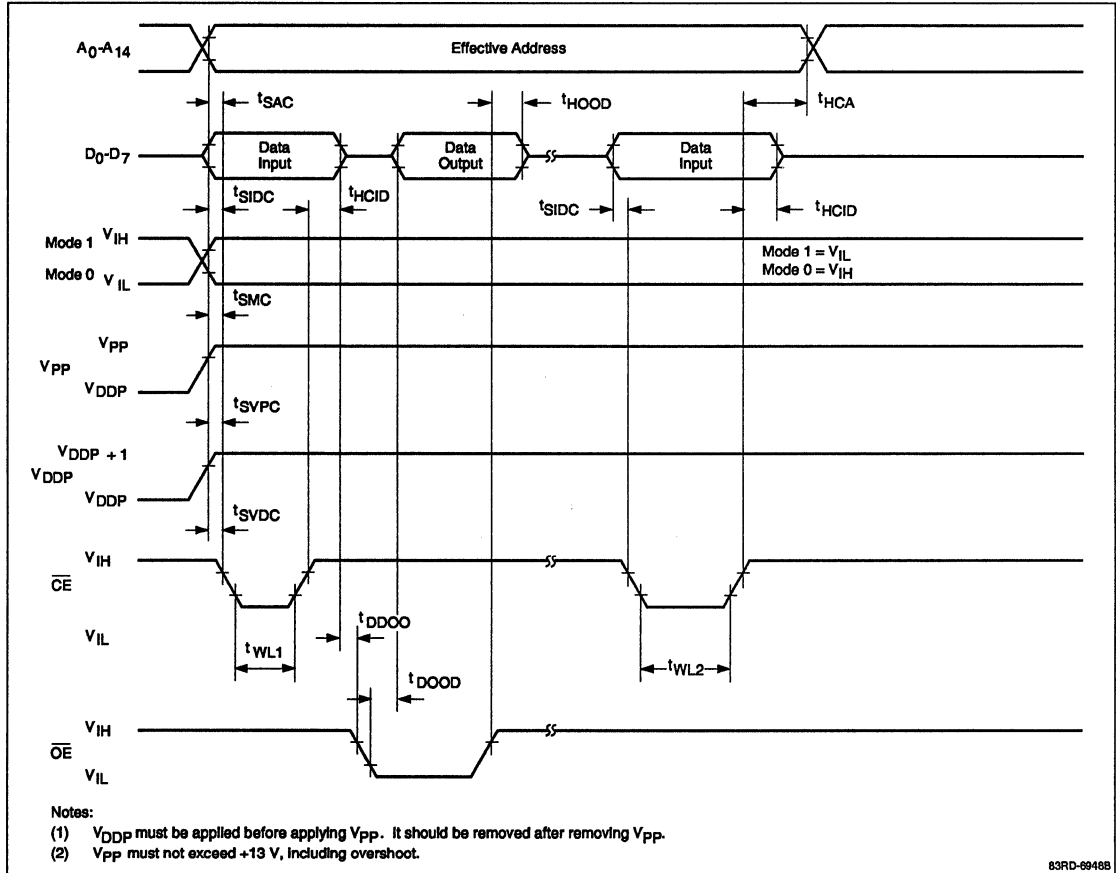 A0-A14
Effective Address
tSAC
tHOOD
tHCA
D0-D7
Data Input
Data Output
Data Input
tSIDC
tHCID
tSIDC
tHCID
Mode 1 VIH
Mode 0 VIL
Mode 1 = VIL
Mode 0 = VIH
tSMC
VPP
VPP
VDDP
tSVPC
VDDP + 1
VDDP
VDDP
tSVDC
VIH
CE
VIL
tWL1
tDDOO
tWL2
tDOOD
VIH
OE
VIL
Notes:
(1) VDDP must be applied before applying VPP. It should be removed after removing VPP.
(2) VPP must not exceed +13 V, including overshoot.
83RD-6948B